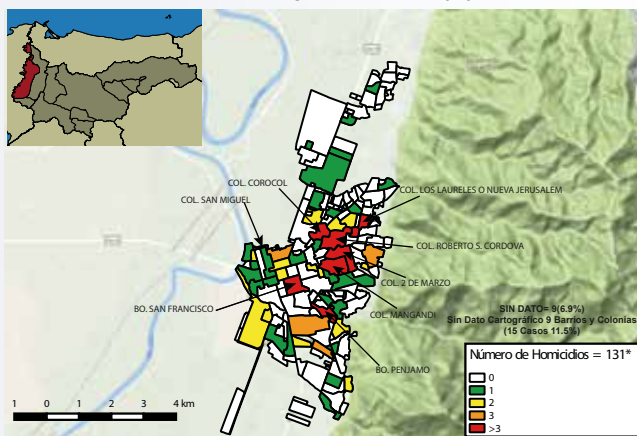 COL. COROCOL
COL. LOS LAURELES O NUEVA JERUSALEM
COL. SAN MIGUEL
COL. ROBERTO S. CORDOVA
COL. 2 DE MARZO
BO. SAN FRANCISCO
COL. MANGANDI
SIN DATO= 9(6.9%)
Sin Dato Cartográfico 9 Barrios y Colonias
(15 Casos 11.5%)
BO. PENJAMO
Número de Homicidios = 131*
0
1
2
3
>3
1 0 1 2 3 4 km